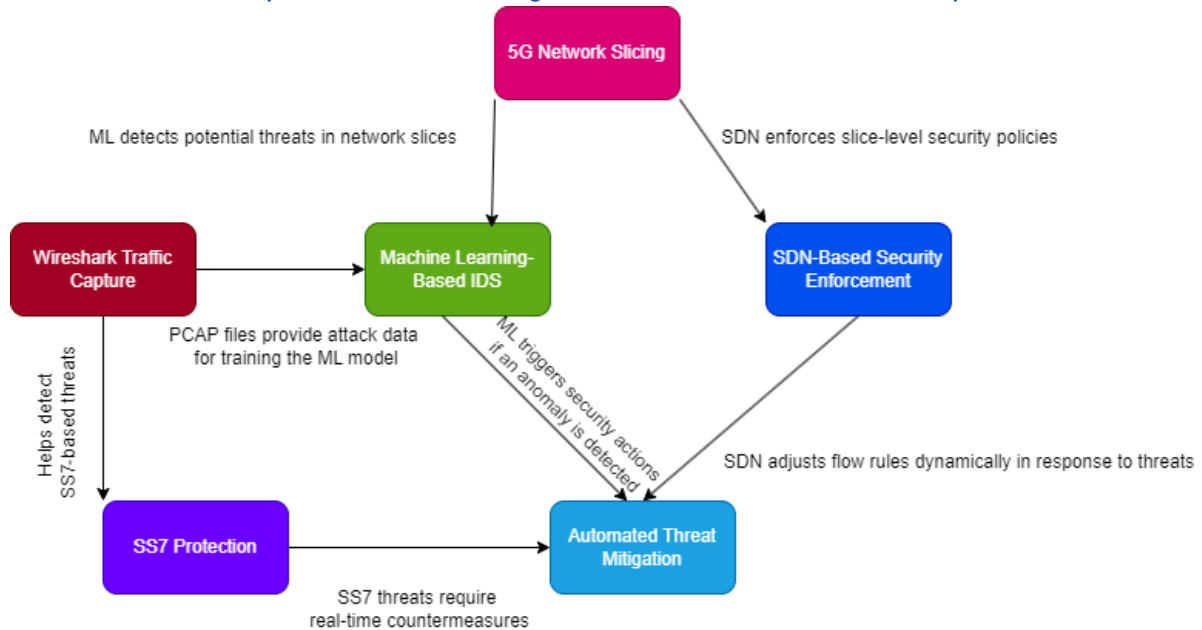 5G Network Slicing
ML detects potential threats in network slices
SDN enforces slice-level security policies
Wireshark Traffic
Capture
Machine Learning-
Based IDS
SDN-Based Security
Enforcement
PCAP files provide attack data
for training the ML model
Helps detect
SS7-based threats
ML triggers security actions
if an anomaly is detected
SDN adjusts flow rules dynamically in response to threats
SS7 Protection
Automated Threat
Mitigation
SS7 threats require
real-time countermeasures